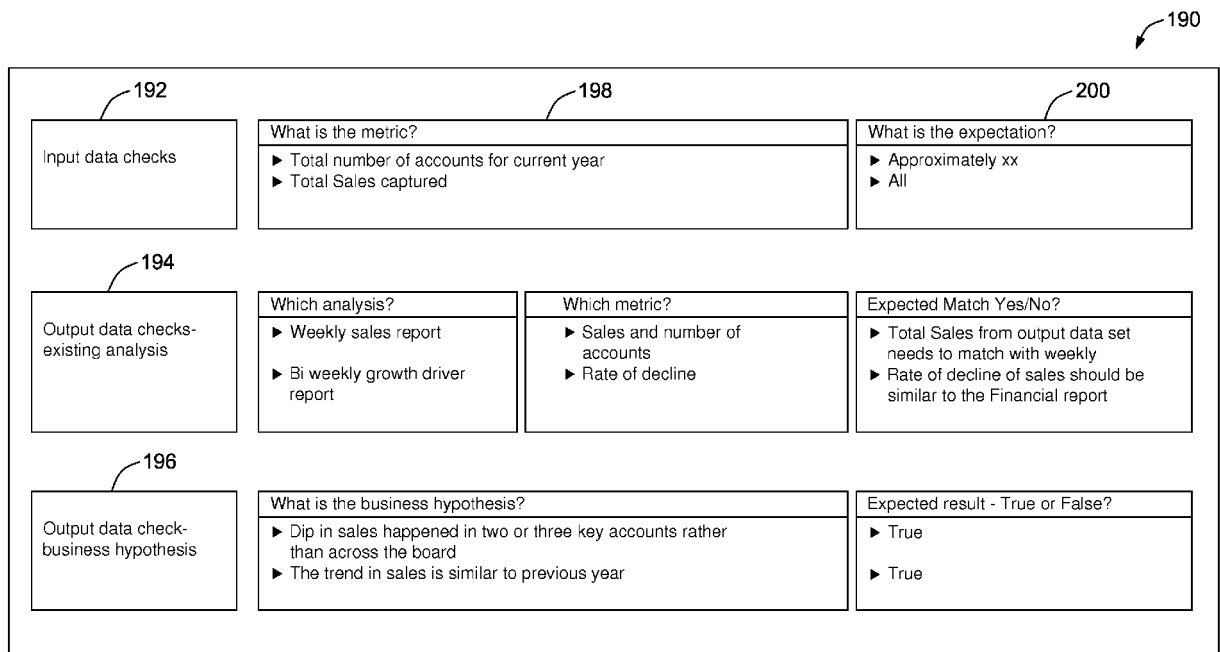 190
192
198
200
Input data checks
What is the metric?
▶ Total number of accounts for current year
▶ Total Sales captured
What is the expectation?
▶ Approximately xx
▶ All
194
Output data checks-
existing analysis
Which analysis?
▶ Weekly sales report
▶ Bi weekly growth driver
report
Which metric?
▶ Sales and number of
accounts
▶ Rate of decline
Expected Match Yes/No?
▶ Total Sales from output data set
needs to match with weekly
▶ Rate of decline of sales should be
similar to the Financial report
196
Output data check-
business hypothesis
What is the business hypothesis?
▶ Dip in sales happened in two or three key accounts rather
than across the board
▶ The trend in sales is similar to previous year
Expected result - True or False?
▶ True
▶ True